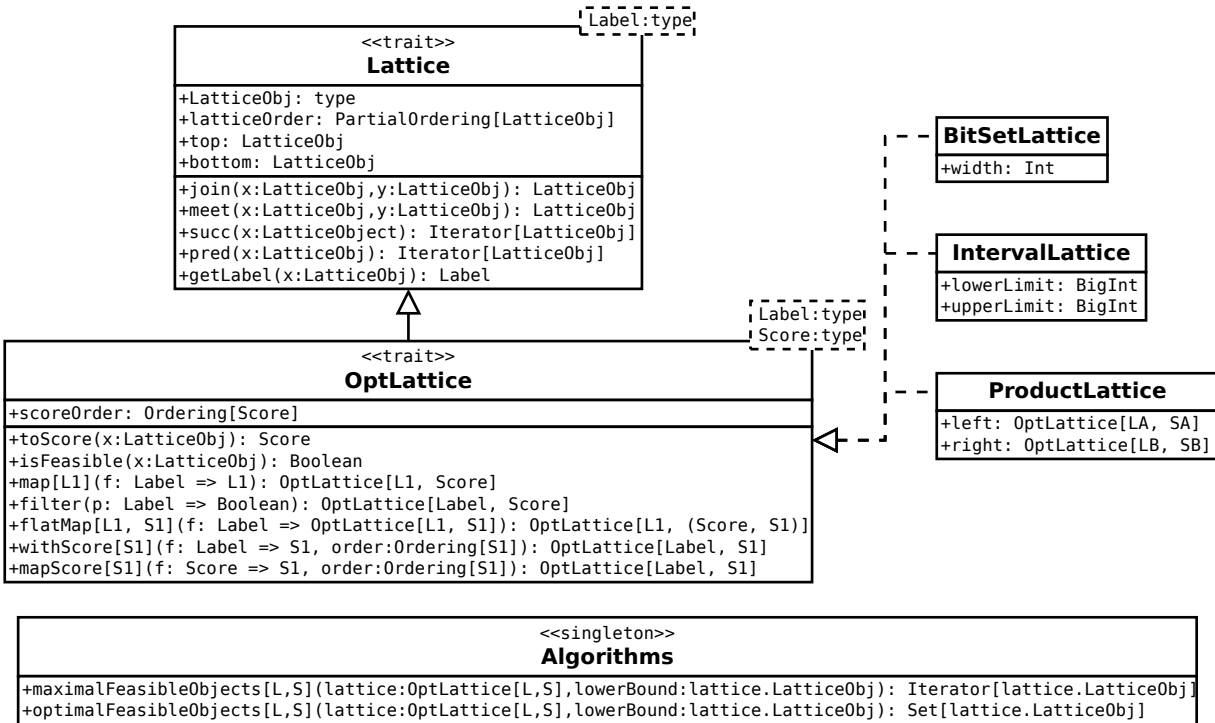 Label:type
<<trait>>
Lattice
+LatticeObj: type
+latticeOrder: PartialOrdering[LatticeObj]
+top: LatticeObj
+bottom: LatticeObj
+join(x:LatticeObj,y:LatticeObj): LatticeObj
+meet(x:LatticeObj,y:LatticeObj): LatticeObj
+succ(x:LatticeObject): Iterator[LatticeObj]
+pred(x:LatticeObj): Iterator[LatticeObj]
+getLabel(x:LatticeObj): Label
BitSetLattice
+width: Int
IntervalLattice
+lowerLimit: BigInt
+upperLimit: BigInt
ProductLattice
+left: OptLattice[LA, SA]
+right: OptLattice[LB, SB]
Label:type
Score:type
<<trait>>
OptLattice
+scoreOrder: Ordering[Score]
+toScore(x:LatticeObj): Score
+isFeasible(x:LatticeObj): Boolean
+map[L1](f: Label => L1): OptLattice[L1, Score]
+filter(p: Label => Boolean): OptLattice[Label, Score]
+flatMap[L1, S1](f: Label => OptLattice[L1, S1]): OptLattice[L1, (Score, S1)]
+withScore[S1](f: Label => S1, order:Ordering[S1]): OptLattice[Label, S1]
+mapScore[S1](f: Score => S1, order:Ordering[S1]): OptLattice[Label, S1]
<<singleton>>
Algorithms
+maximalFeasibleObjects[L,S](lattice:OptLattice[L,S],lowerBound:lattice.LatticeObj): Iterator[lattice.LatticeObj]
+optimalFeasibleObjects[L,S](lattice:OptLattice[L,S],lowerBound:lattice.LatticeObj): Set[lattice.LatticeObj]